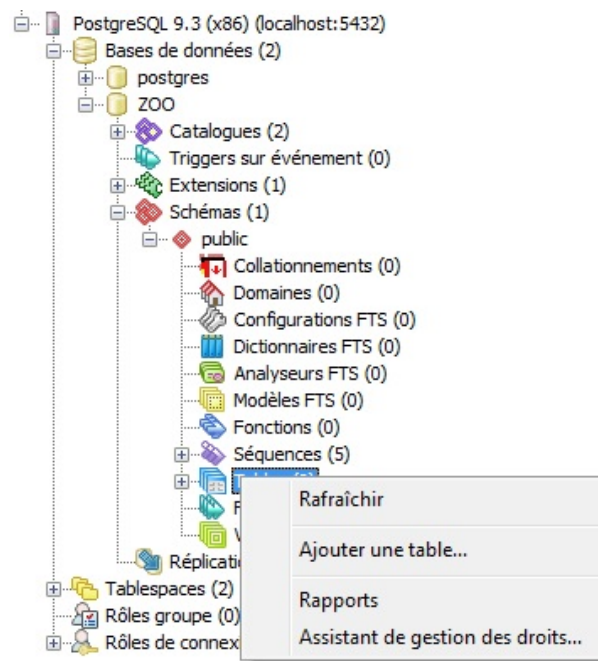 PostgreSQL 9.3 (x86) (localhost:5432)
Bases de données (2)
postgres
ZOO
Catalogues (2)
Triggers sur événement (0)
Extensions (1)
Schémas (1)
public
Collationnements (0)
Domaines (0)
Configurations FTS (0)
Dictionnaires FTS (0)
Analyseurs FTS (0)
Modèles FTS (0)
Fonctions (0)
Séquences (5)
Rafraîchir
Ajouter une table...
Réplicati
Tablespaces (2)
Rapports
Rôles groupe (0)
Assistant de gestion des droits...
Rôles de connex